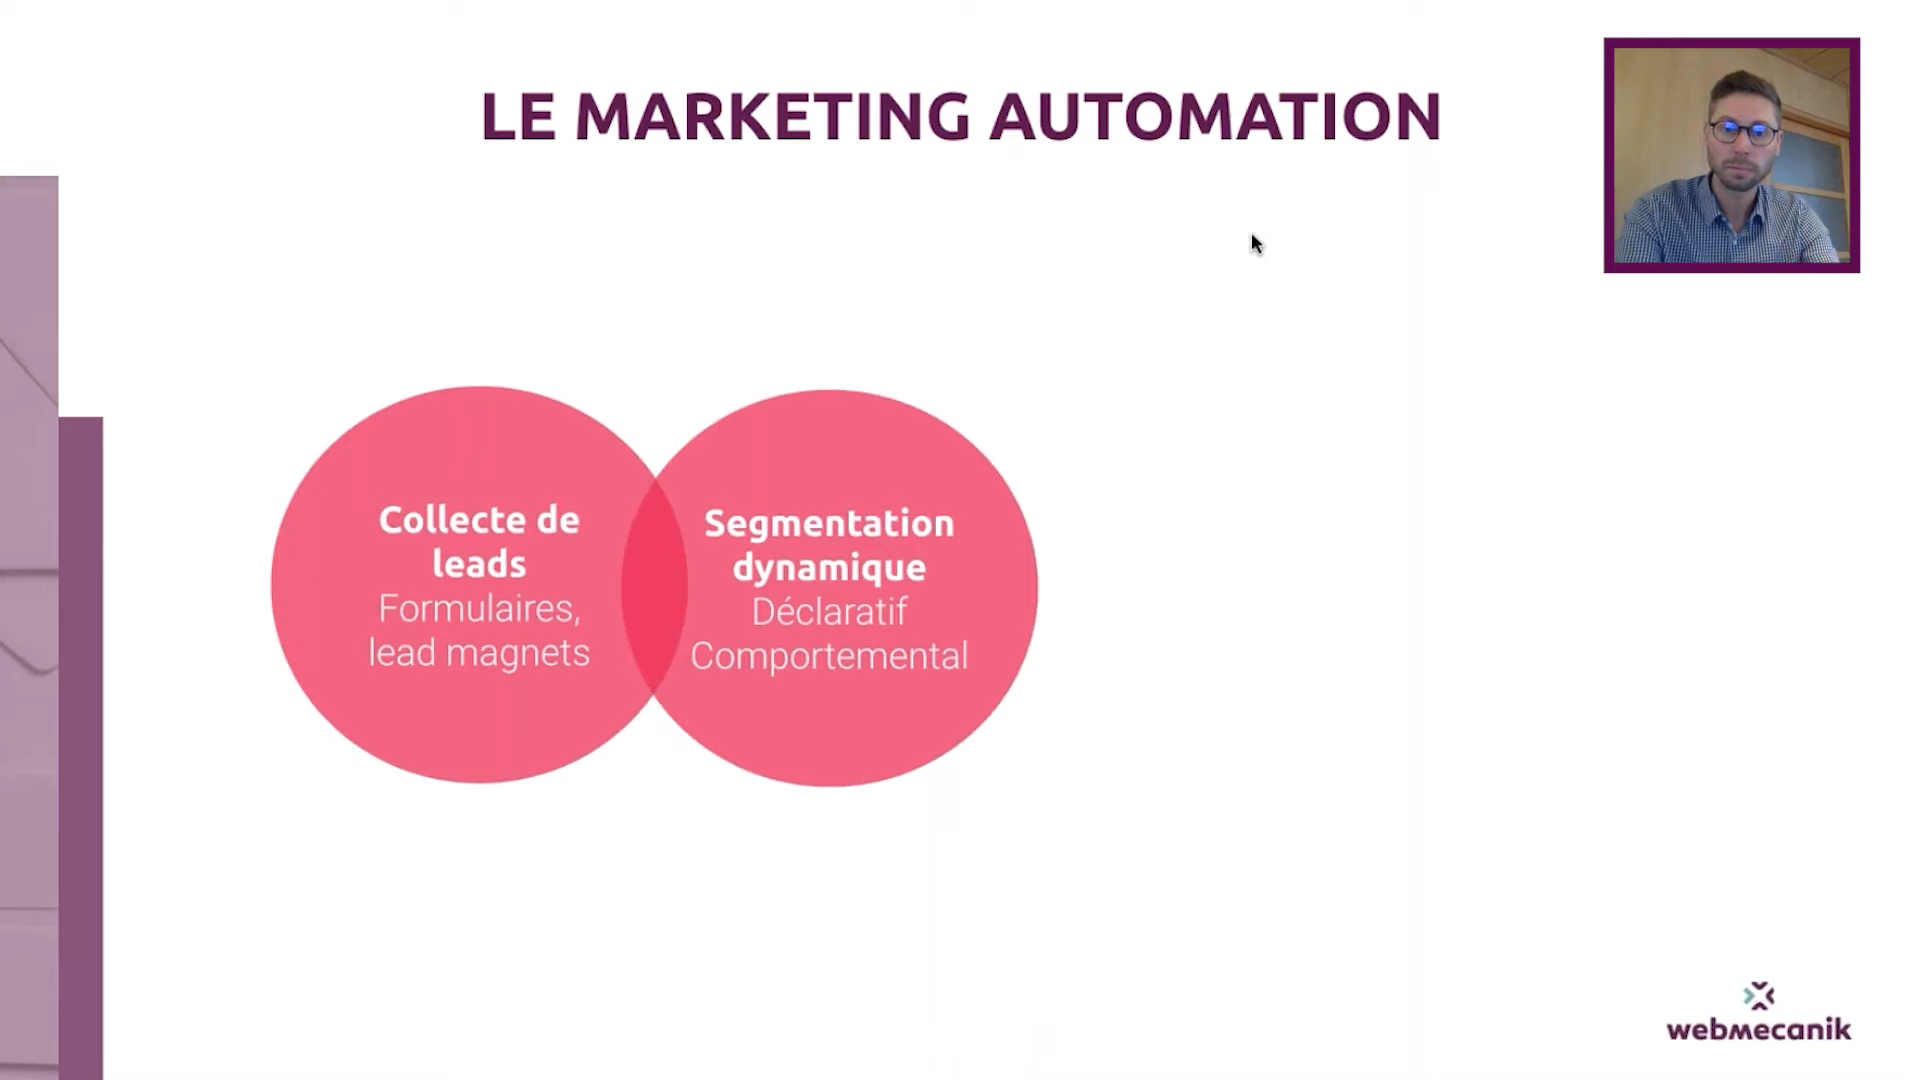 LE MARKETING AUTOMATION
Collecte de
leads
Formulaires,
lead magnets
Segmentation
dynamique
Déclaratif
Comportemental
webmecanik